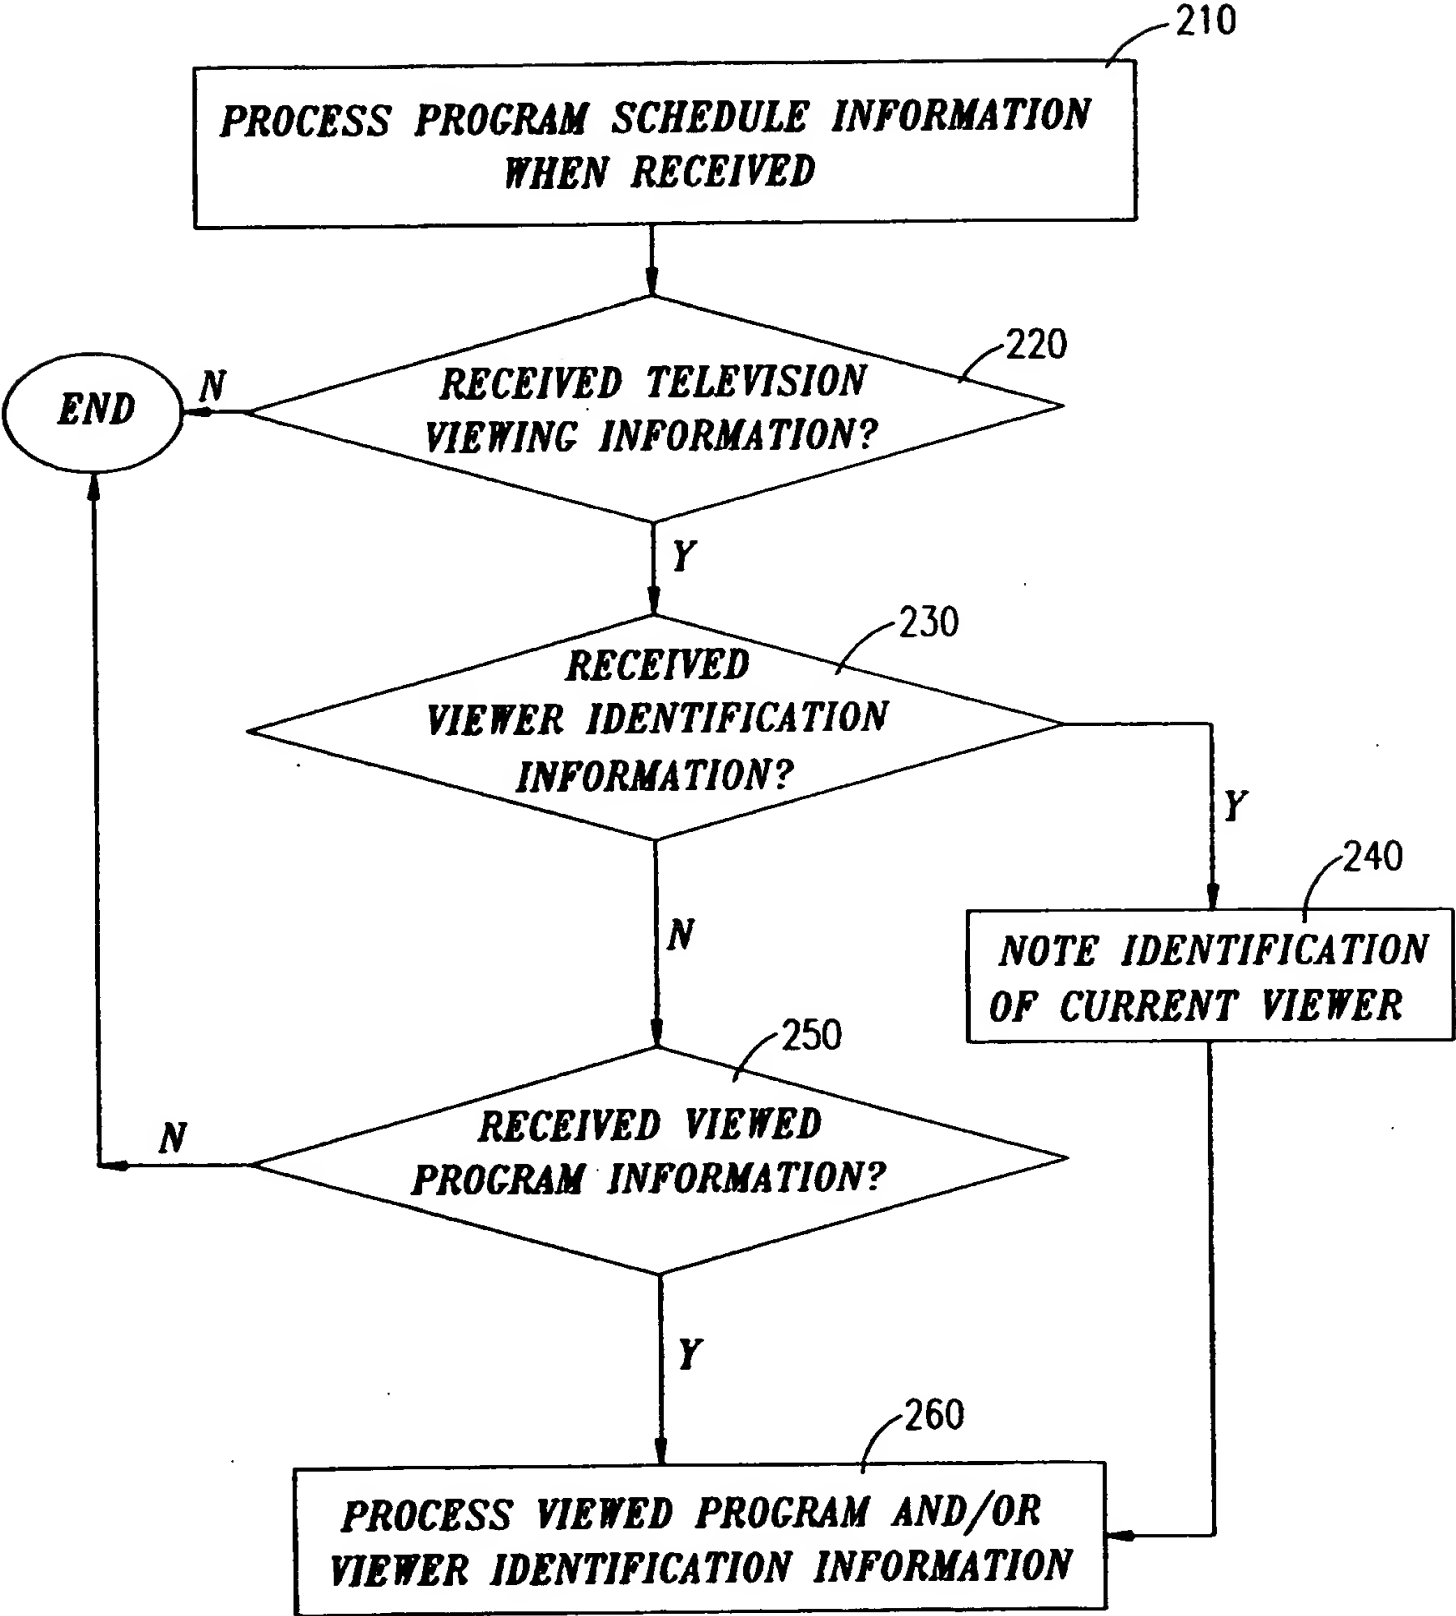 210
PROCESS PROGRAM SCHEDULE INFORMATION
WHEN RECEIVED
220
RECEIVED TELEVISION
VIEWING INFORMATION?
N
END
Y
230
RECEIVED
VIEWER IDENTIFICATION
INFORMATION?
Y
240
NOTE IDENTIFICATION
OF CURRENT VIEWER
N
250
RECEIVED VIEWED
PROGRAM INFORMATION?
N
Y
260
PROCESS VIEWED PROGRAM AND/OR
VIEWER IDENTIFICATION INFORMATION